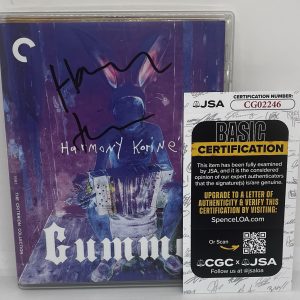 Harmony Korine's
Gumm
THE CRITERION COLLECTION
JSA
CERTIFICATION NUMBER:
CG02246
BASIC
CERTIFICATION
This item has been fully examined
by JSA, and it is the considered
opinion of our expert authenticators
that the signature(s) is/are genuine.
UPGRADE TO A LETTER OF
AUTHENTICITY & VERIFY THIS
CERTIFICATION BY VISITING:
SpenceLOA.com
Or Scan
CGC JSA
Follow us at @jsaloa